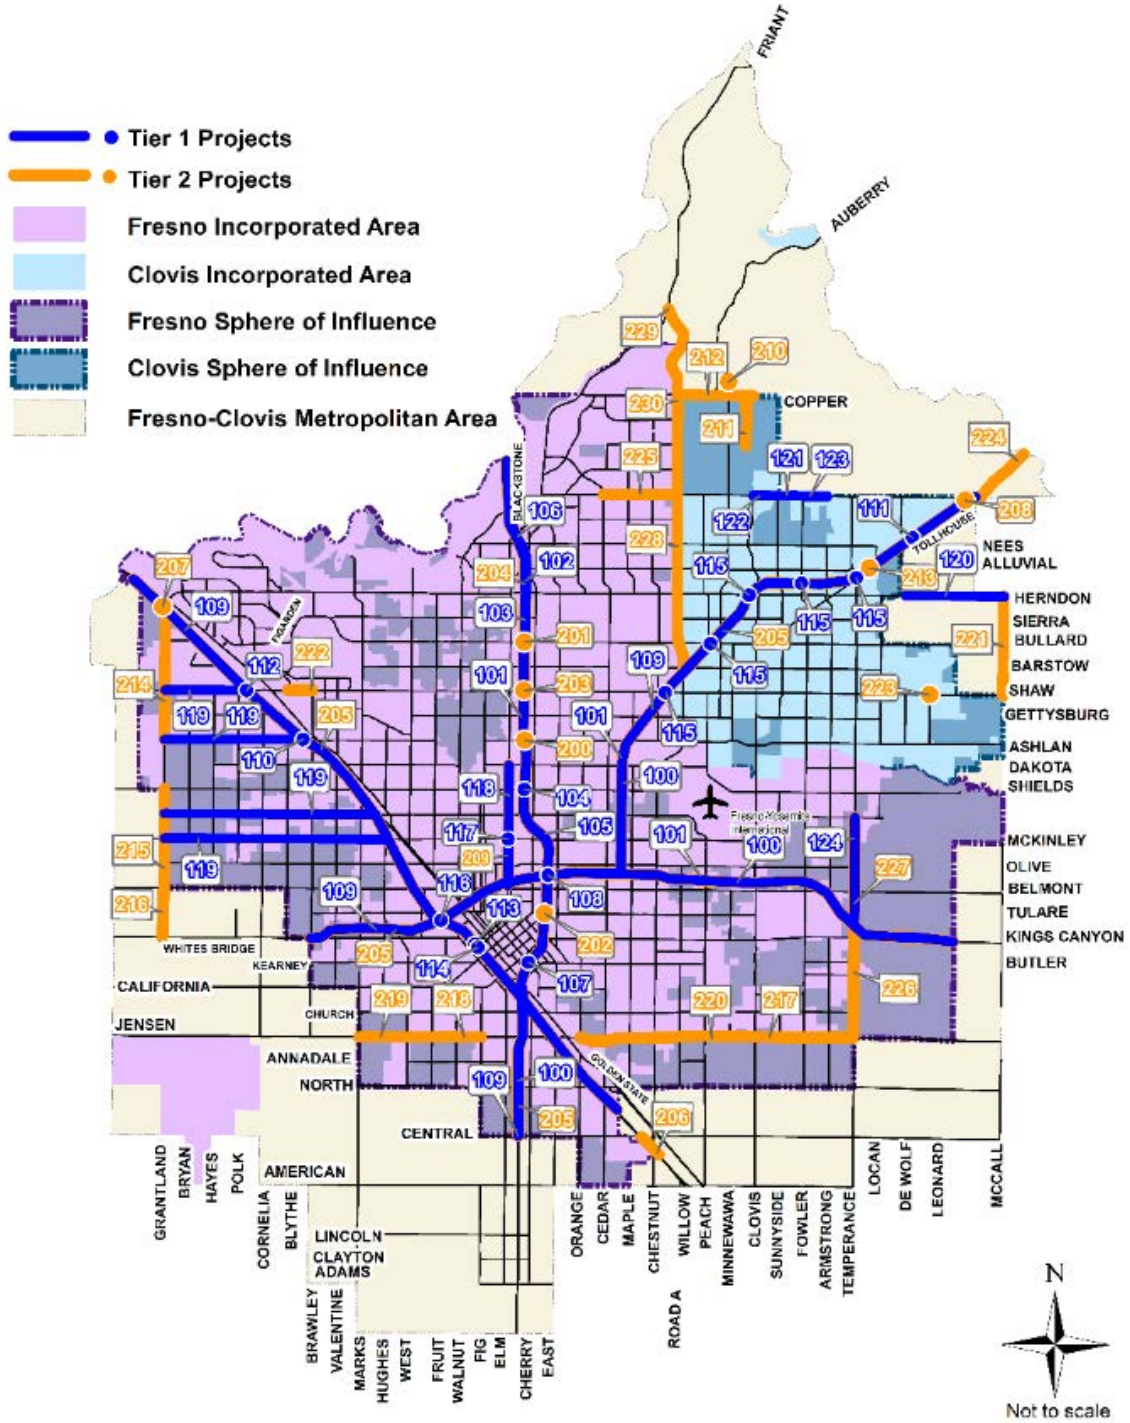 FRIANT
Tier 1 Projects
Tier 2 Projects
AUBERRY
Fresno Incorporated Area
Clovis Incorporated Area
Fresno Sphere of Influence
229
Clovis Sphere of Influence
212
210
Fresno-Clovis Metropolitan Area
230
COPPER
211
224
BLACKSTONE
225
121
123
106
122
111
208
TOLLHOUSE
228
NEES
207
204
102
115
213
120
ALLUVIAL
109
103
HERNDON
FIGARDEN
201
205
115
115
SIERRA
221
BULLARD
112
222
109
115
BARSTOW
214
101
203
223
SHAW
119
119
205
101
115
GETTYSBURG
110
200
ASHLAN
119
100
DAKOTA
118
104
SHIELDS
Fresno-Yosemite
International
117
105
101
100
124
MCKINLEY
215
119
209
227
OLIVE
116
108
BELMONT
216
109
113
TULARE
202
WHITES BRIDGE
205
KINGS CANYON
KEARNEY
114
107
BUTLER
CALIFORNIA
219
218
220
217
226
CHURCH
JENSEN
ANNADALE
GOLDEN STATE
NORTH
109
100
205
206
CENTRAL
AMERICAN
GRANTLAND
BRYAN
HAYES
POLK
CORNELIA
BLYTHE
ORANGE
CEDAR
MAPLE
CHESTNUT
WILLOW
PEACH
MINNEWAWA
CLOVIS
SUNNYSIDE
FOWLER
ARMSTRONG
TEMPERANCE
LOCAN
DE WOLF
LEONARD
MCCALL
LINCOLN
CLAYTON
ADAMS
BRAWLEY
VALENTINE
MARKS
HUGHES
WEST
FRUIT
WALNUT
FIG
ELM
CHERRY
EAST
ROAD A
N
Not to scale